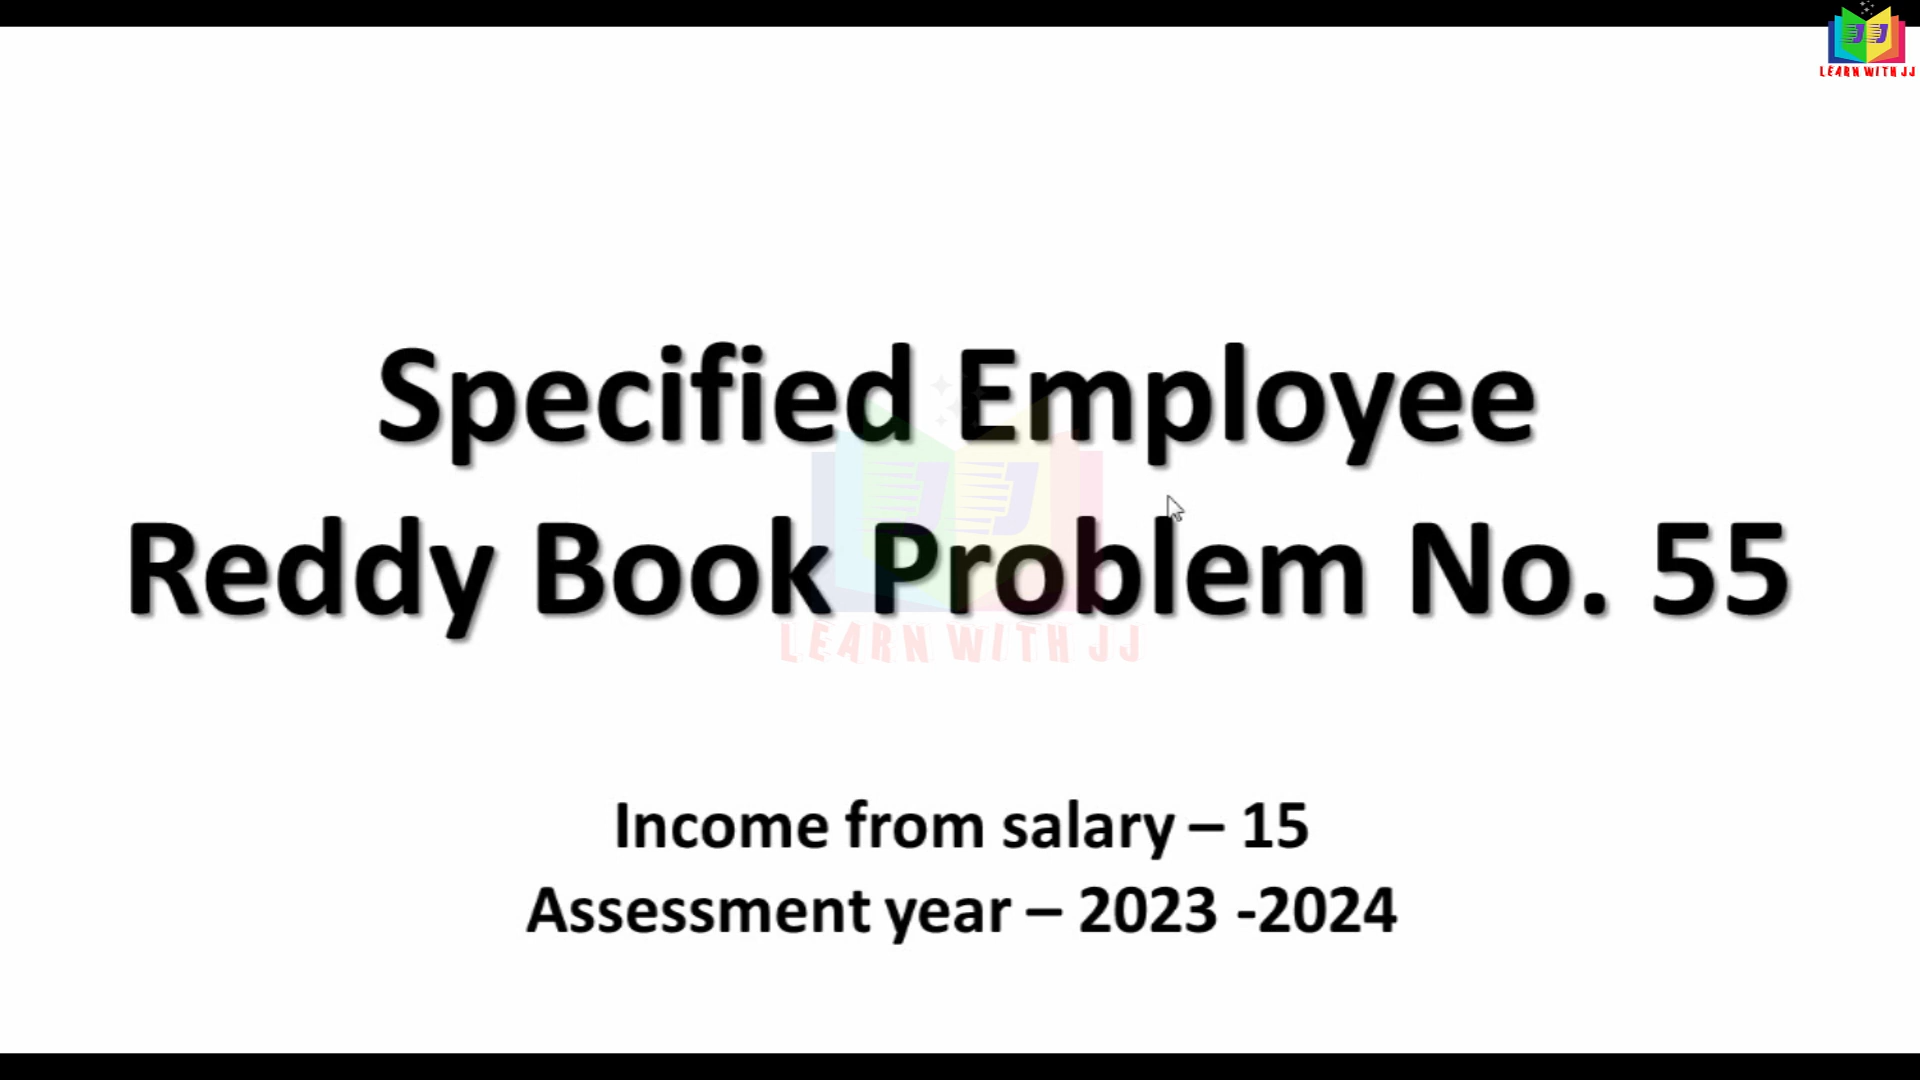 LEARN WITH JJ
Specified Employee
Reddy Book Problem No. 55
LEARN WITH JJ
Income from salary – 15
Assessment year – 2023 -2024